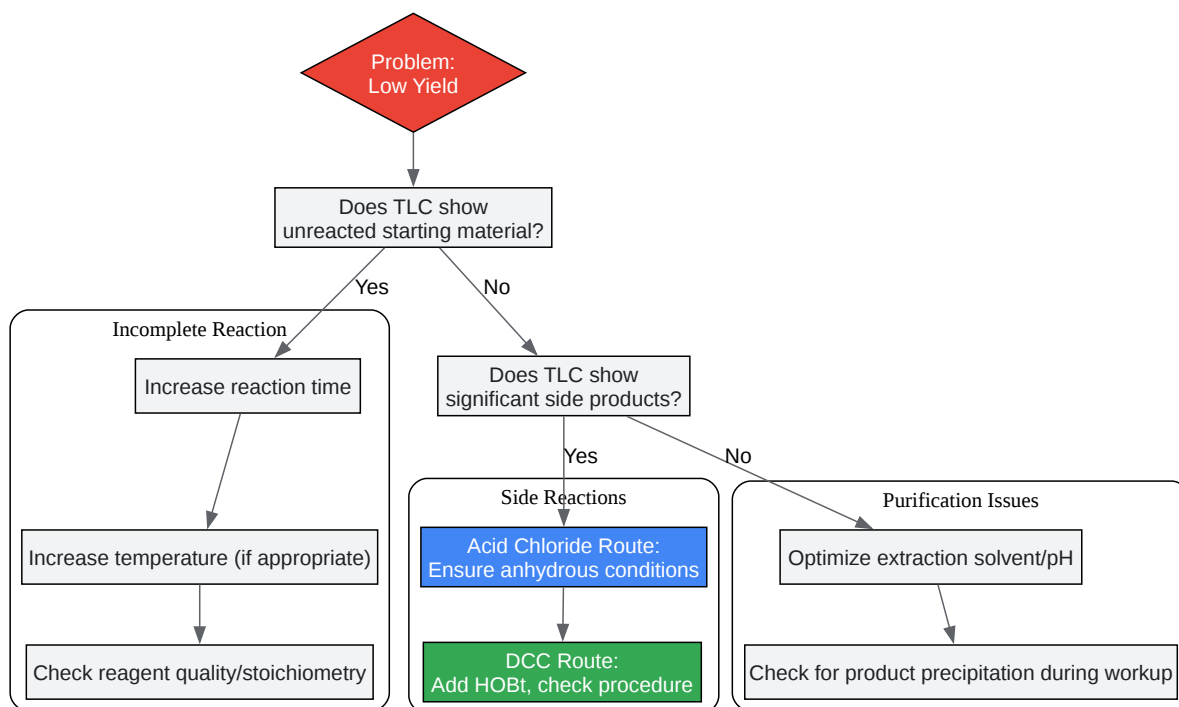 Problem:
Low Yield
Does TLC show
unreacted starting material?
Yes
No
Incomplete Reaction
Increase reaction time
Does TLC show
significant side products?
Yes
No
Side Reactions
Purification Issues
Increase temperature (if appropriate)
Acid Chloride Route:
Ensure anhydrous conditions
Optimize extraction solvent/pH
Check reagent quality/stoichiometry
DCC Route:
Add HOBt, check procedure
Check for product precipitation during workup